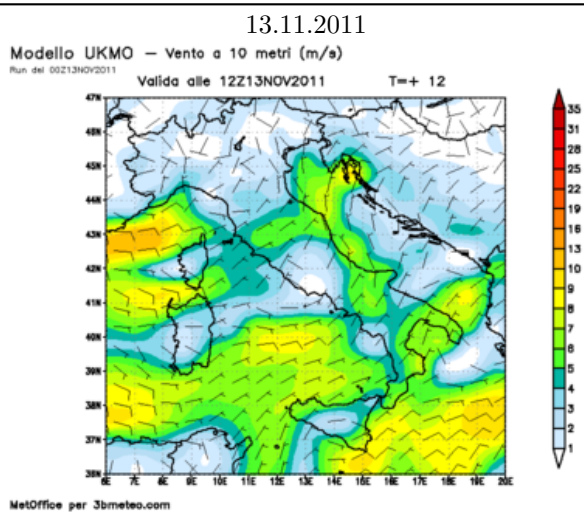 13.11.2011
Modello UKMO – Vento a 10 metri (m/s)
Run del 00Z13NOV2011
Valida alle 12Z13NOV2011 T=+ 12
47N
46N
45N
44N
43N
42N
41N
40N
39N
38N
37N
36N
6E 7E 8E 9E 10E 11E 12E 13E 14E 15E 16E 17E 18E 19E 20E
35
31
28
25
22
19
16
13
10
9
8
7
6
5
4
3
2
1
MetOffice per 3bmeteo.com